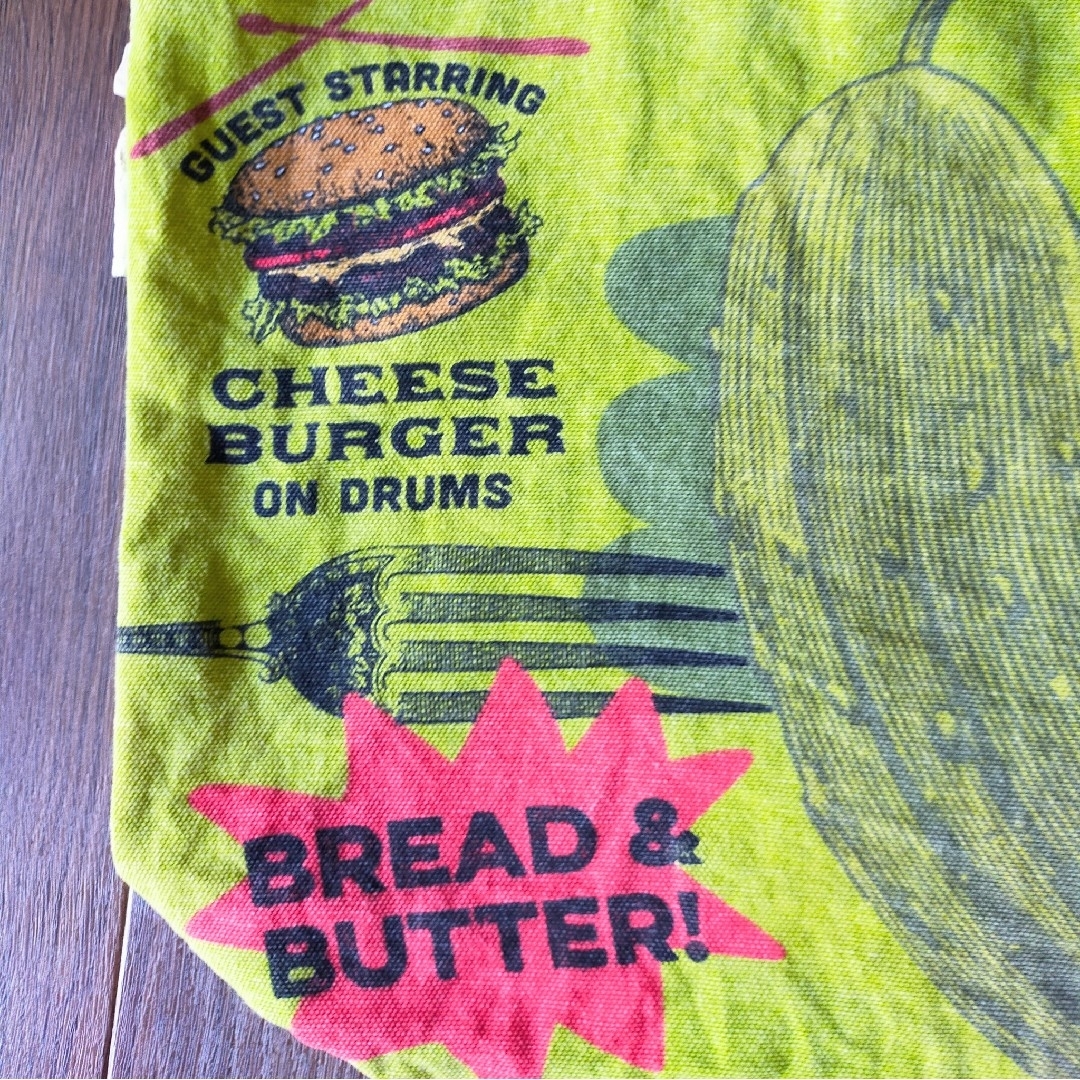 GUEST STARRING
CHEESE
BURGER
ON DRUMS
BREAD &
BUTTER!